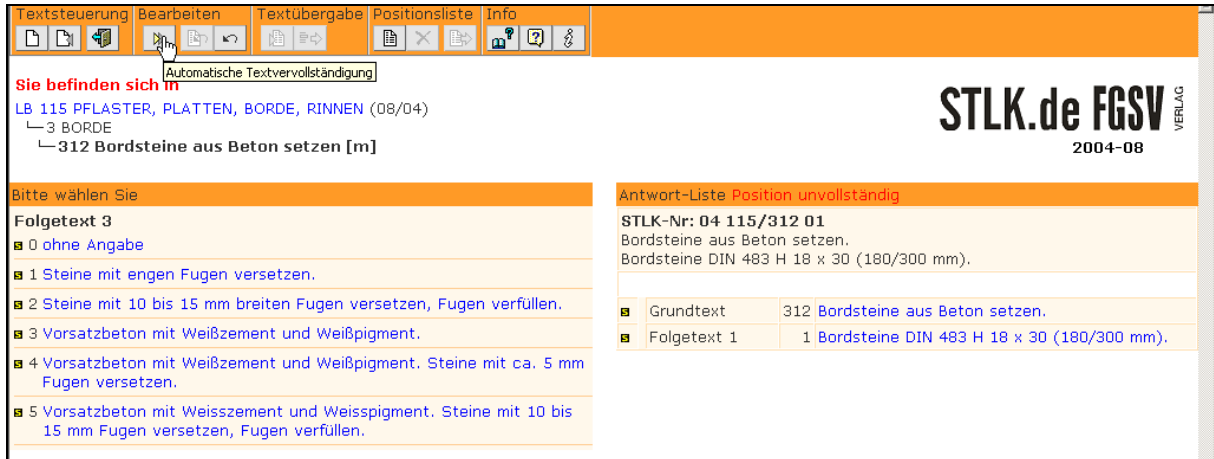 Textsteuerung Bearbeiten Textübergabe Positionsliste Info
Automatische Textvervollständigung
Sie befinden sich in
LB 115 PFLASTER, PLATTEN, BORDE, RINNEN (08/04)
3 BORDE
312 Bordsteine aus Beton setzen [m]
STLK.de FGSV VERLAG
2004-08
Bitte wählen Sie
Folgetext 3
0 ohne Angabe
1 Steine mit engen Fugen versetzen.
2 Steine mit 10 bis 15 mm breiten Fugen versetzen, Fugen verfüllen.
3 Vorsatzbeton mit Weißzement und Weißpigment.
4 Vorsatzbeton mit Weißzement und Weißpigment. Steine mit ca. 5 mm
Fugen versetzen.
5 Vorsatzbeton mit Weisszement und Weisspigment. Steine mit 10 bis
15 mm Fugen versetzen, Fugen verfüllen.
Antwort-Liste Position unvollständig
STLK-Nr: 04 115/312 01
Bordsteine aus Beton setzen.
Bordsteine DIN 483 H 18 x 30 (180/300 mm).
Grundtext 312 Bordsteine aus Beton setzen.
Folgetext 1 1 Bordsteine DIN 483 H 18 x 30 (180/300 mm).